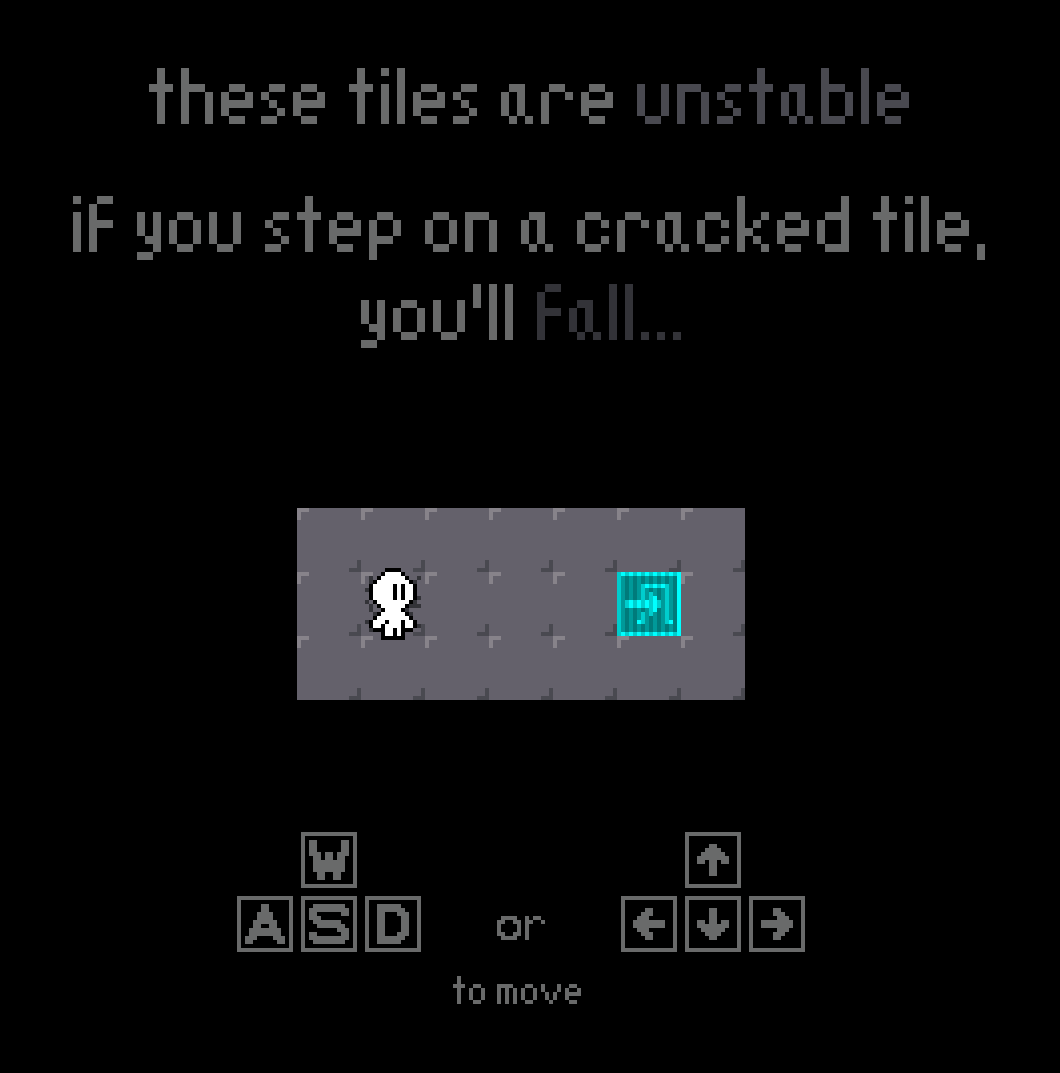 these tiles are unstable
if you step on a cracked tile,
you'll fall...
W
A S D or ← ↓ →
to move